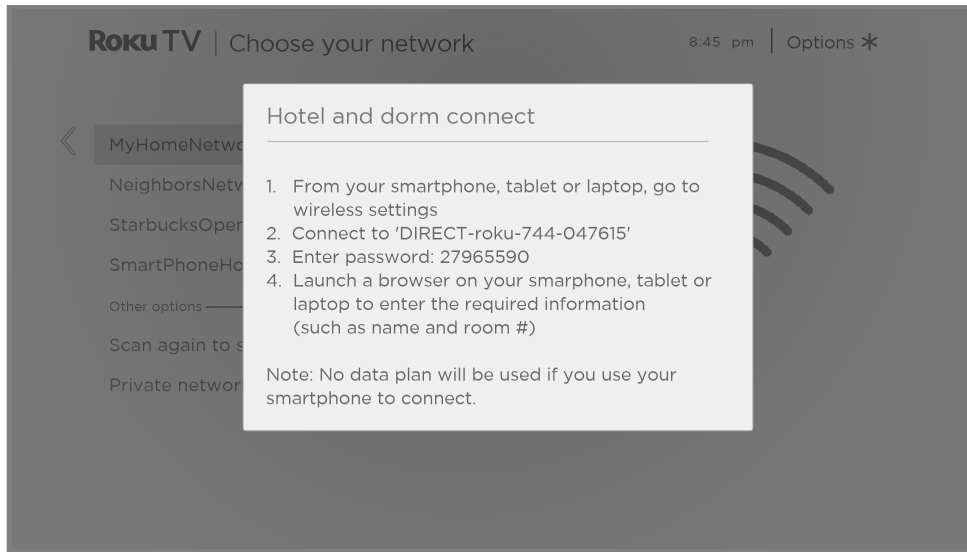 Roku TV | Choose your network
8:45 pm | Options *
Hotel and dorm connect
MyHomeNetwo
NeighborsNetw
StarbucksOper
SmartPhoneHo
Other options
Scan again to s
Private networ
1. From your smartphone, tablet or laptop, go to
wireless settings
2. Connect to 'DIRECT-roku-744-047615'
3. Enter password: 27965590
4. Launch a browser on your smarphone, tablet or
laptop to enter the required information
(such as name and room #)
Note: No data plan will be used if you use your
smartphone to connect.